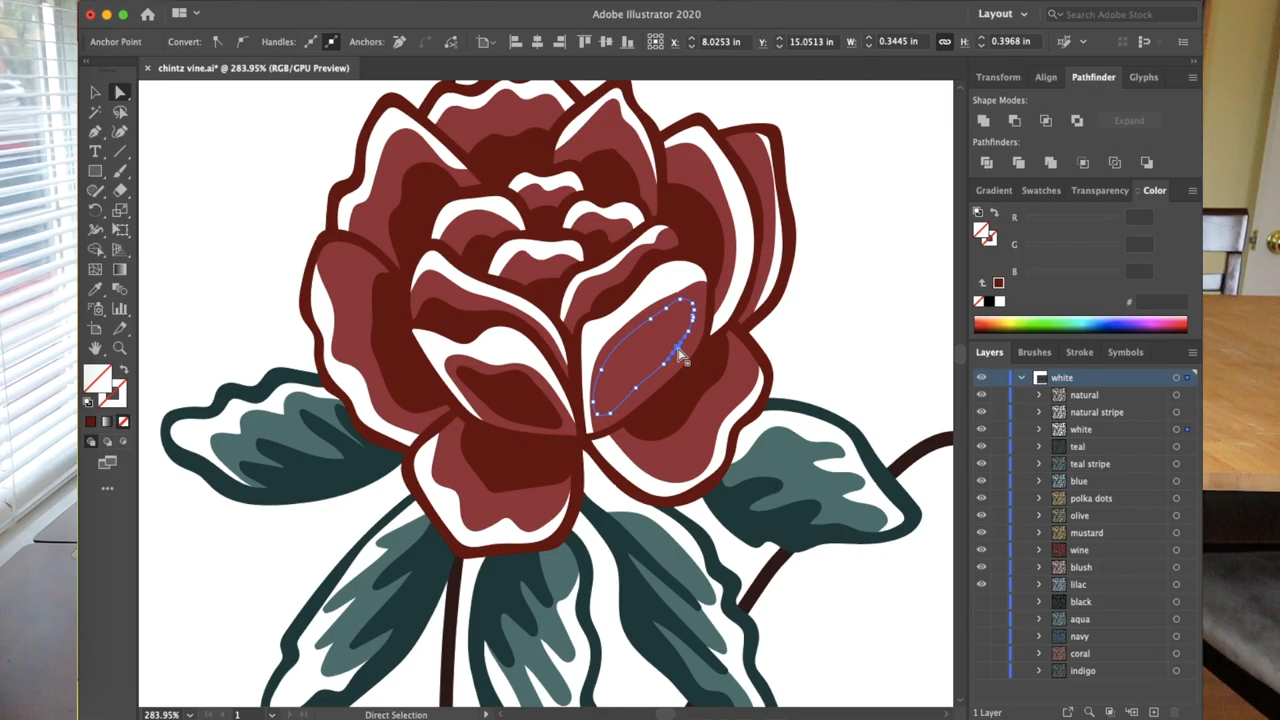 Adobe Illustrator 2020
Layout
Search Adobe Stock
Anchor Point
Convert:
Handles:
Anchors:
X: 8.0253 in
Y: 15.0513 in
W: 0.3445 in
H: 0.3968 in
× chintz vine.ai* @ 283.95% (RGB/GPU Preview)
Transform
Align
Pathfinder
Glyphs
Shape Modes:
Expand
Pathfinders:
Gradient
Swatches
Transparency
Color
R
G
B
#
Layers
Brushes
Stroke
Symbols
white
natural
natural stripe
white
teal
teal stripe
blue
polka dots
olive
mustard
wine
blush
lilac
black
aqua
navy
coral
indigo
283.95%
1
Direct Selection
1 Layer